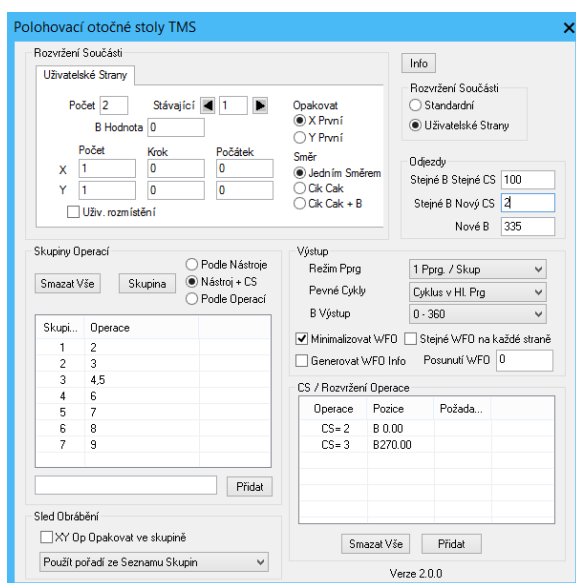 Polohovací otočné stoly TMS
Rozvržení Součásti
Uživatelské Strany
Počet 2 Stávající 1
B Hodnota 0
Počet Krok Počátek
X 1 0 0
Y 1 0 0
Uživ. rozmístění
Opakovat
X První
Y První
Směr
Jedním Směrem
Cik Cak
Cik Cak + B
Info
Rozvržení Součásti
Standardní
Uživatelské Strany
Odjezdy
Stejné B Stejné CS 100
Stejné B Nový CS 2
Nové B 335
Skupiny Operací
Smazat Vše Skupina
Podle Nástroje
Nástroj + CS
Podle Operací
Skupi... Operace
1 2
2 3
3 4,5
4 6
5 7
6 8
7 9
Přidat
Sled Obrábění
XY Op Opakovat ve skupině
Použít pořadí ze Seznamu Skupin
Výstup
Režim Pprg 1 Pprg. / Skup
Pevné Cykly Cyklus v Hl. Prg
B Výstup 0 - 360
Minimalizovat WFO Stejné WFO na každé straně
Generovat WFO Info Posunutí WFO 0
CS / Rozvržení Operace
Operace Pozice Požada...
CS= 2 B 0.00
CS= 3 B270.00
Smazat Vše Přidat
Verze 2.0.0